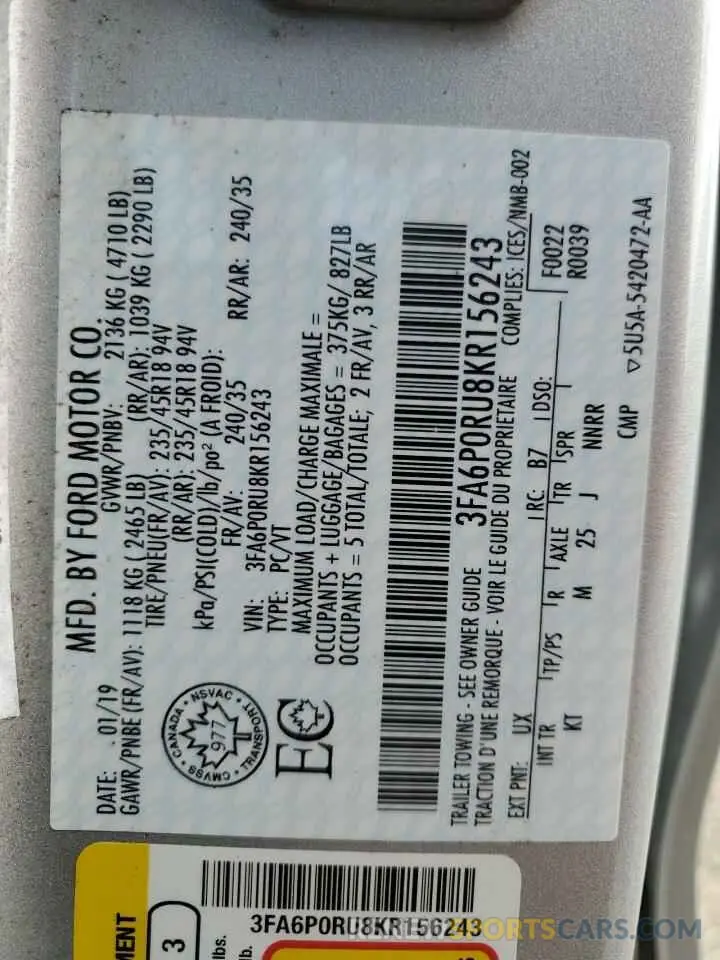 MFD. BY FORD MOTOR CO.
DATE: . 01/19 GVWR/PNBV: 2136 KG ( 4710 LB)
GAWR/PNBE (FR/AV): 1118 KG ( 2465 LB) (RR/AR): 1039 KG ( 2290 LB)
TIRE/PNEU(FR/AV): 235/45R18 94V
(RR/AR): 235/45R18 94V
kPa/PSI(COLD)/lb/po² (A FROID):
FR/AV: 240/35 RR/AR: 240/35
VIN: 3FA6P0RU8KR156243
TYPE: PC/VT
MAXIMUM LOAD/CHARGE MAXIMALE =
OCCUPANTS + LUGGAGE/BAGAGES = 375KG/ 827LB
OCCUPANTS = 5 TOTAL/TOTALE; 2 FR/AV, 3 RR/AR
CANADA • NSVAC • TRANSPORT • CMVSS
977
EC
3FA6P0RU8KR156243
TRAILER TOWING - SEE OWNER GUIDE
TRACTION D'UNE REMORQUE - VOIR LE GUIDE DU PROPRIETAIRE COMPLIES: ICES/NMB-002
EXT PNT: UX RC: B7 DSO: F0022
INT TR TP/PS R AXLE TR SPR R0039
KT M 25 J NNRR
CMP ▽5U5A-5420472-AA
MENT
3
lbs.
lb.
3FA6P0RU8KR156243
SPORTSCARS.COM